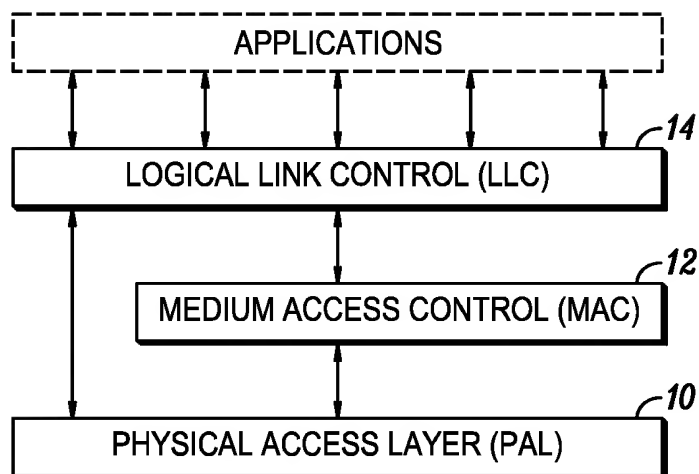 APPLICATIONS
14
LOGICAL LINK CONTROL (LLC)
12
MEDIUM ACCESS CONTROL (MAC)
10
PHYSICAL ACCESS LAYER (PAL)